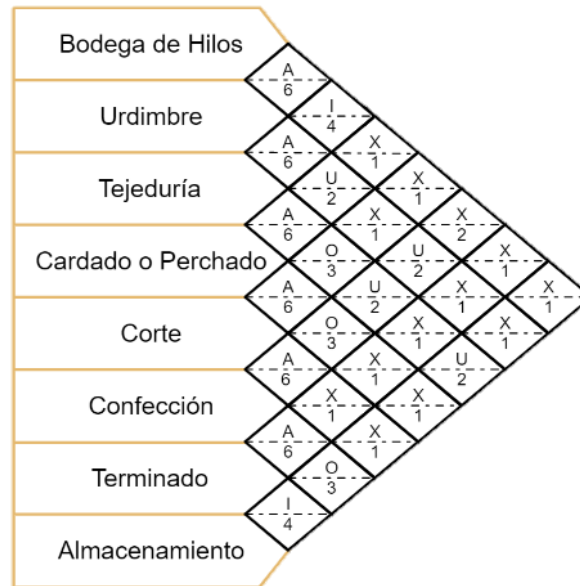 Bodega de Hilos
A
6
Urdimbre
I
4
A X
6 1
Tejeduría
U X
2 1
A X X
6 1 2
Cardado o Perchado
O U X
3 2 1
A U X X
6 2 1 1
Corte
O X X
3 1 1
A X U
6 1 2
Confección
X X
1 1
A X
6 1
Terminado
O
3
I
4
Almacenamiento